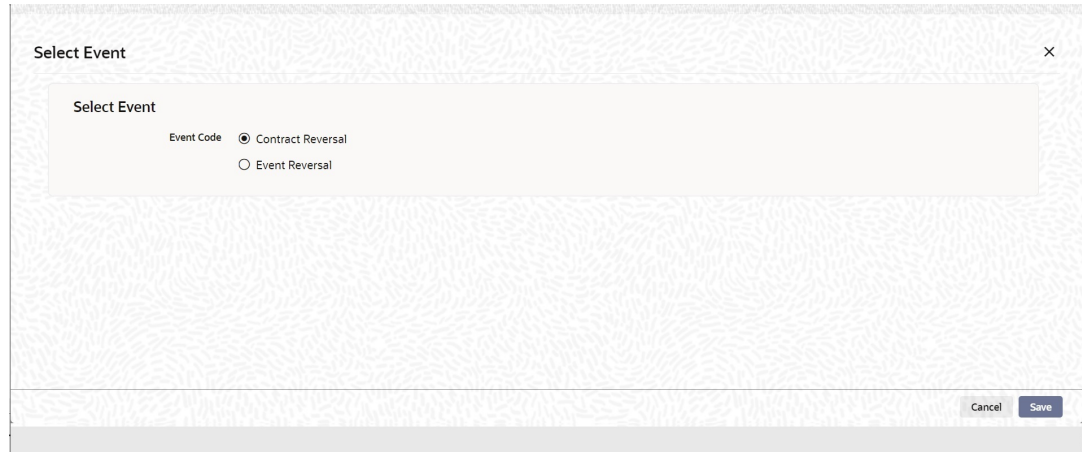 Select Event
Select Event
Event Code
Contract Reversal
Event Reversal
Cancel Save